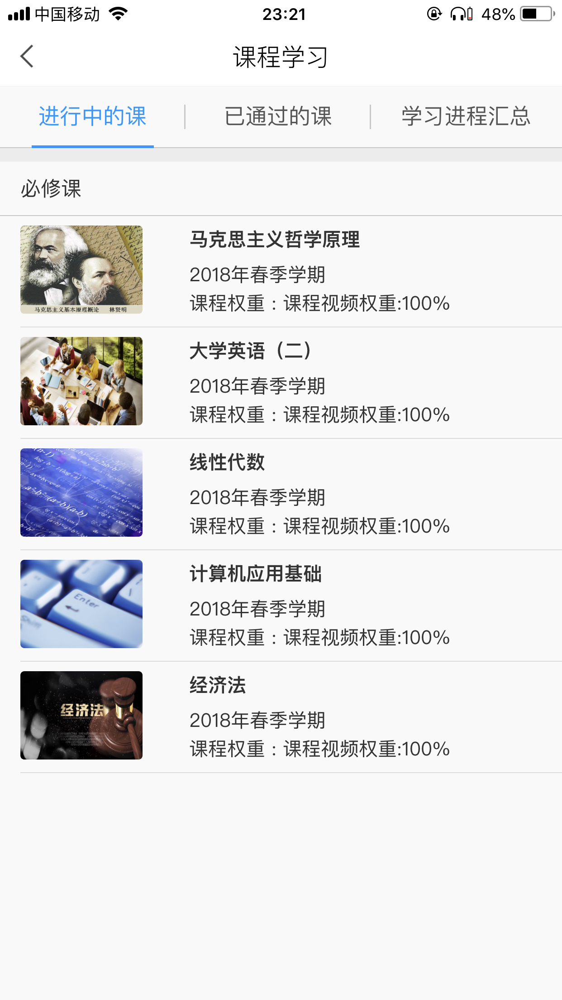 中国移动 23:21 48%
课程学习
进行中的课 已通过的课 学习进程汇总
必修课
马克思主义基本原理概论 林贤明
马克思主义哲学原理
2018年春季学期
课程权重：课程视频权重:100%
大学英语（二）
2018年春季学期
课程权重：课程视频权重:100%
线性代数
2018年春季学期
课程权重：课程视频权重:100%
Enter
Shift
计算机应用基础
2018年春季学期
课程权重：课程视频权重:100%
经济法
经济法
2018年春季学期
课程权重：课程视频权重:100%